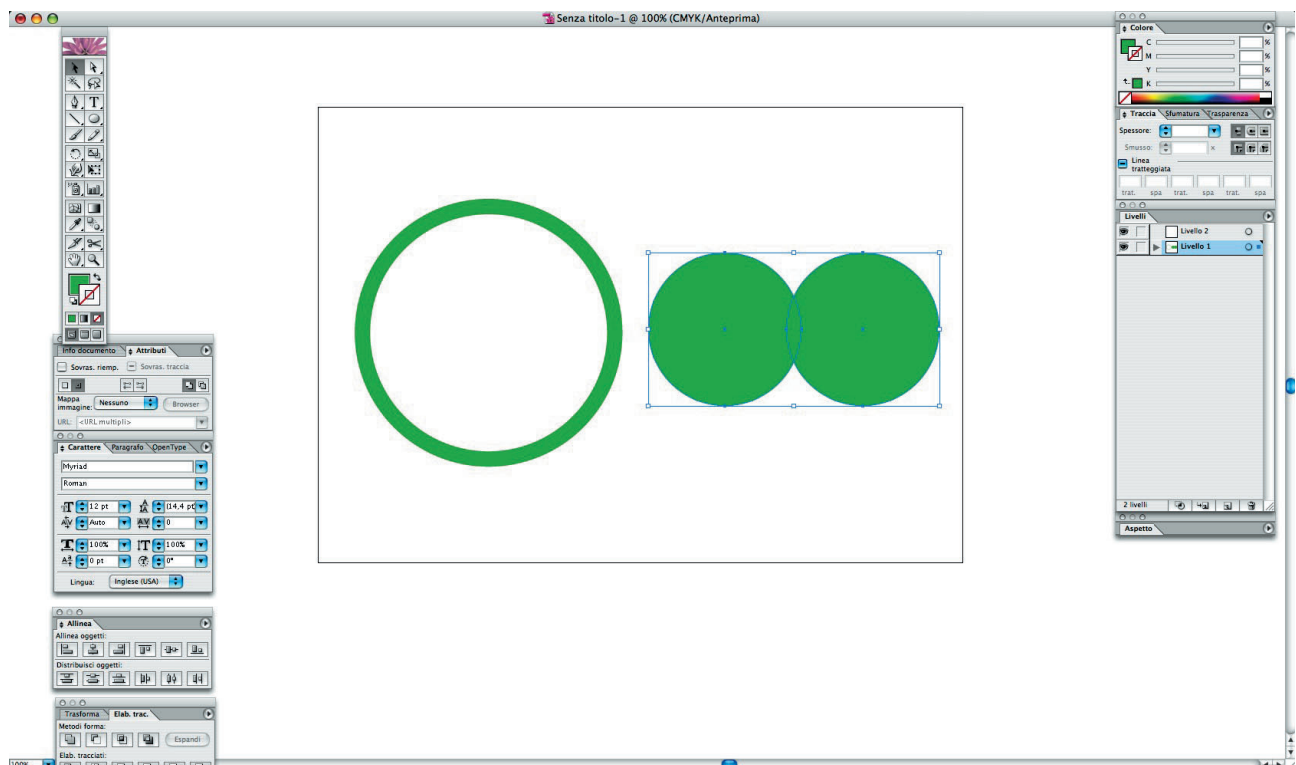 Senza titolo-1 @ 100% (CMYK/Anteprima)
T
Info documento Attributi
Sovras. riemp. Sovras. traccia
Mappa immagine: Nessuno Browser
URL: <URL multipli>
Carattere Paragrafo OpenType
Myriad
Roman
12 pt (14,4 pt)
Auto 0
100% 100%
0 pt 0°
Lingua: Inglese (USA)
Allinea
Allinea oggetti:
Distribuisci oggetti:
Trasforma Elab. trac.
Metodi forma:
Espandi
Elab. tracciati:
100%
Colore
C %
M %
Y %
K %
Traccia Sfumatura Trasparenza
Spessore:
Smusso: x
Linea
tratteggiata
trat. spa trat. spa trat. spa
Livelli
Livello 2
Livello 1
2 livelli
Aspetto